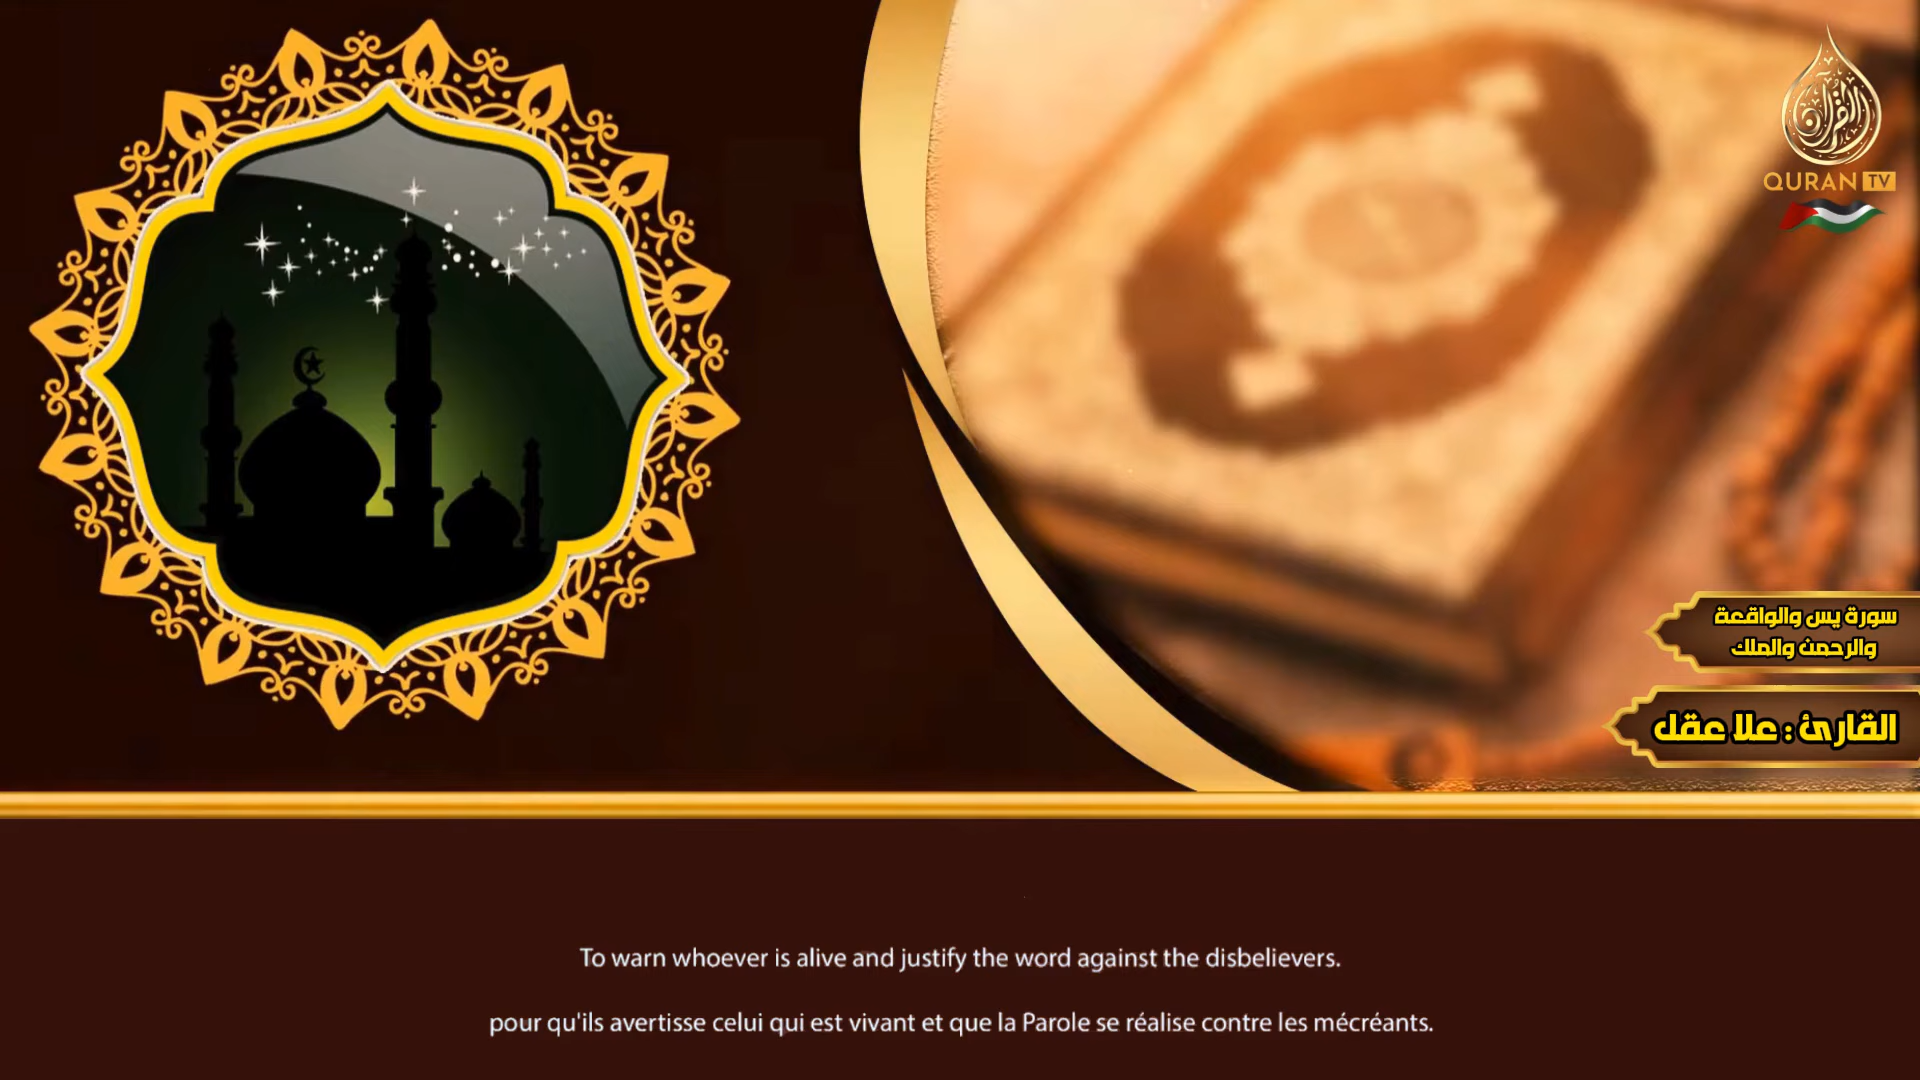 القرآن
QURAN TV
سورة يس والواقعة
والرحمن والملك
القارئ : علا عقل
To warn whoever is alive and justify the word against the disbelievers.
pour qu'ils avertisse celui qui est vivant et que la Parole se réalise contre les mécréants.